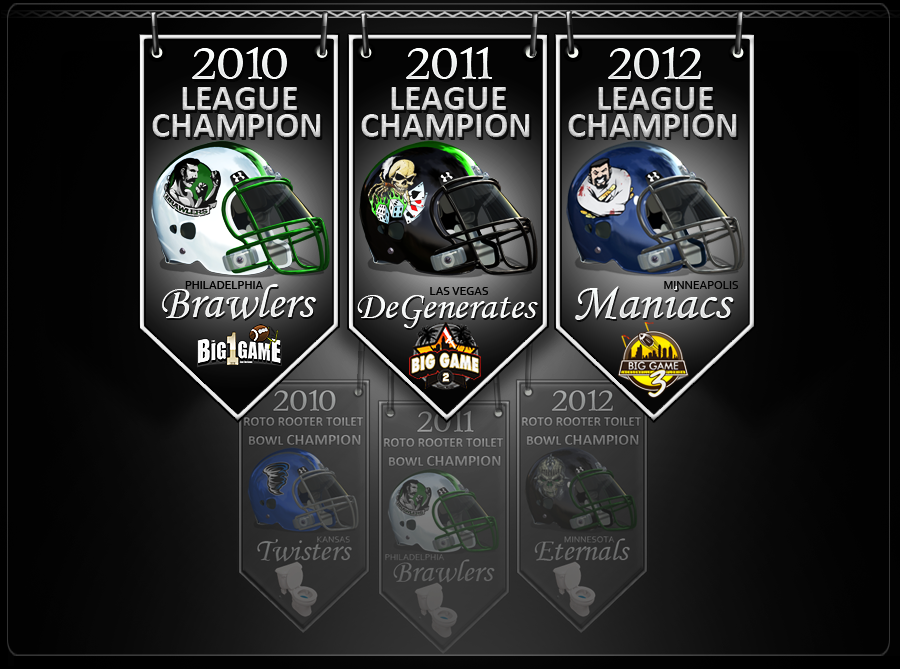 2010
LEAGUE
CHAMPION
BRAWLERS
PHILADELPHIA
Brawlers
BIG 1 GAME
2011
LEAGUE
CHAMPION
LAS VEGAS
DeGenerates
BIG GAME
2
2012
LEAGUE
CHAMPION
MINNEAPOLIS
Maniacs
BIG GAME
3
2010
ROTO ROOTER TOILET
BOWL CHAMPION
KANSAS
Twisters
2011
ROTO ROOTER TOILET
BOWL CHAMPION
PHILADELPHIA
Brawlers
2012
ROTO ROOTER TOILET
BOWL CHAMPION
MINNESOTA
Eternals